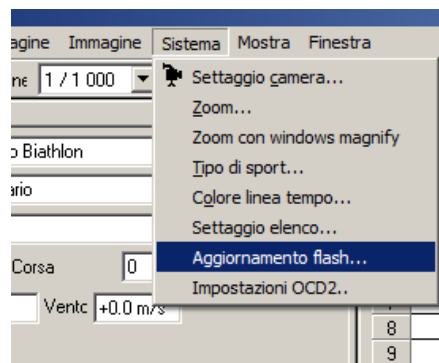 agine Immagine Sistema Mostra Finestra
ne 1 / 1 000
Settaggio camera...
Zoom...
o Biathlon
Zoom con windows magnify
Tipo di sport...
ario
Colore linea tempo...
Settaggio elenco...
Corsa 0
Aggiornamento flash...
Impostazioni OCD2..
Ventc +0.0 m/s
8
9